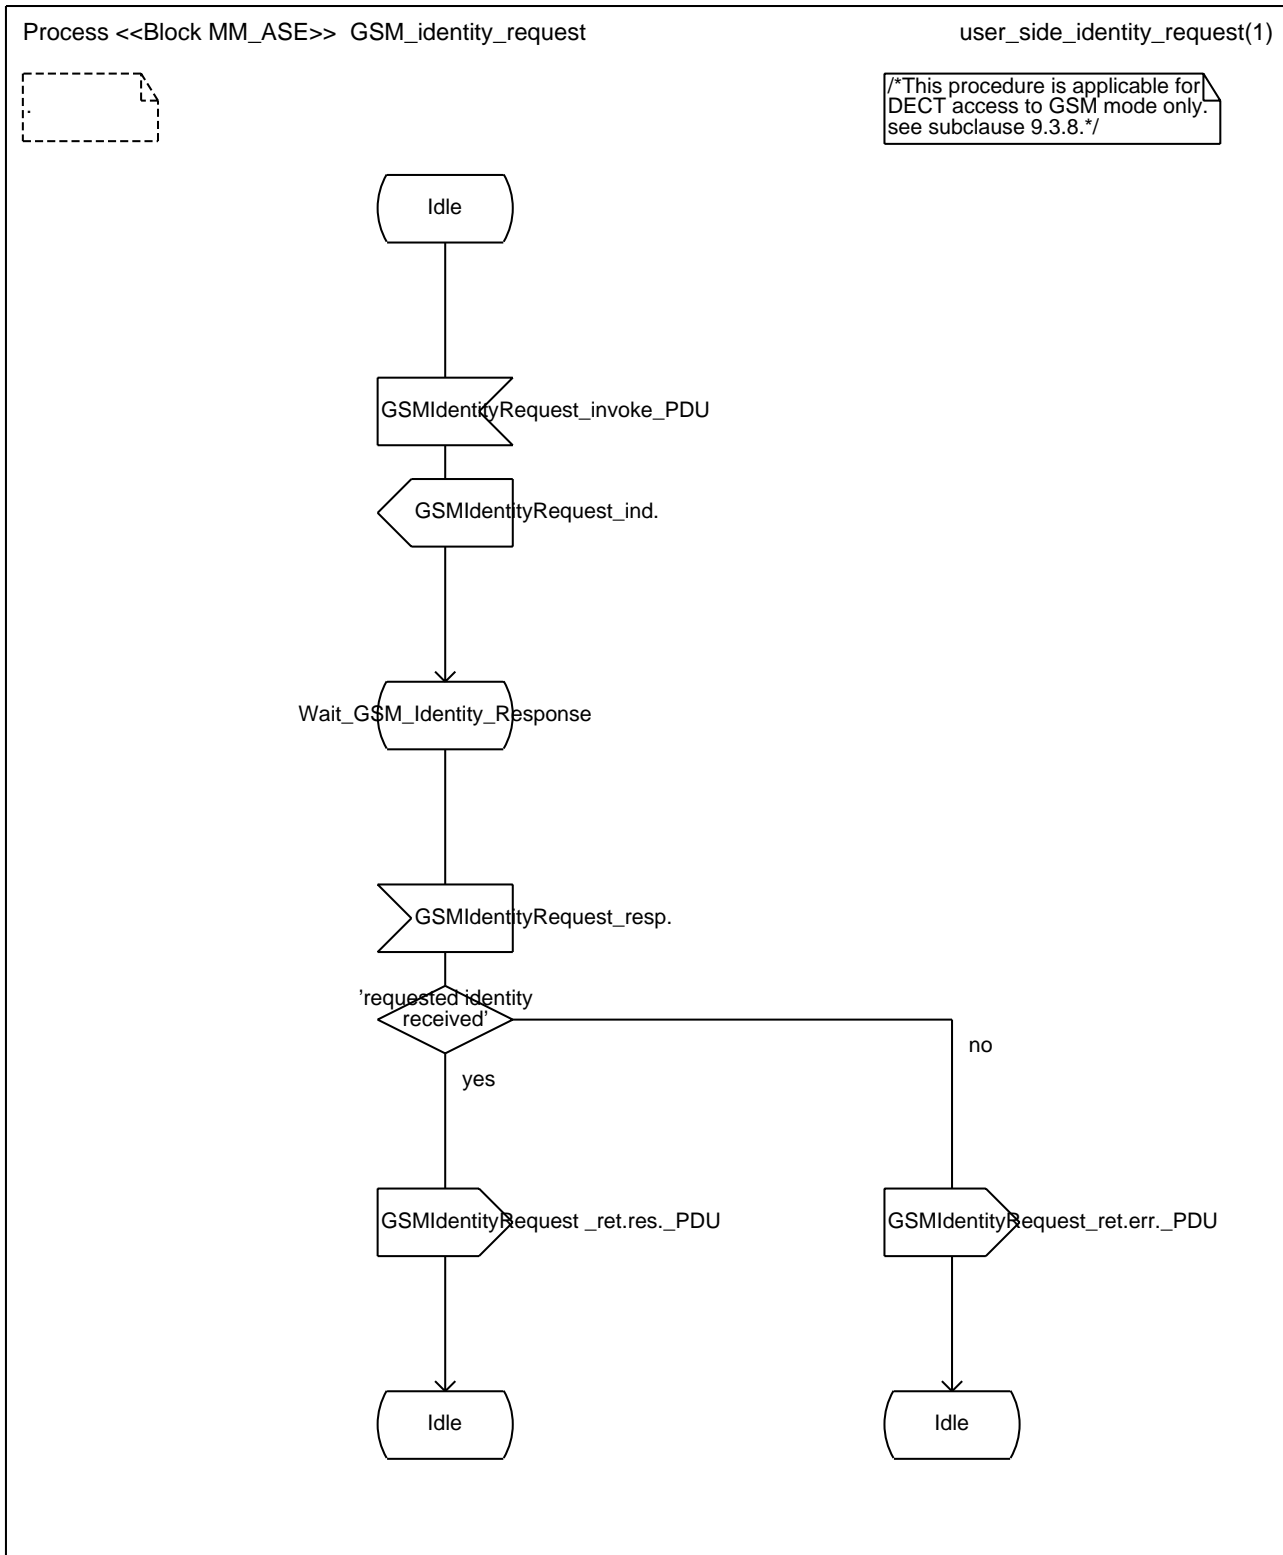 Process <<Block MM_ASE>> GSM_identity_request
user_side_identity_request(1)
.
/*This procedure is applicable for
DECT access to GSM mode only.
see subclause 9.3.8.*/
Idle
GSMIdentityRequest_invoke_PDU
GSMIdentityRequest_ind.
Wait_GSM_Identity_Response
GSMIdentityRequest_resp.
’requested identity
received’
no
yes
GSMIdentityRequest _ret.res._PDU
GSMIdentityRequest_ret.err._PDU
Idle
Idle